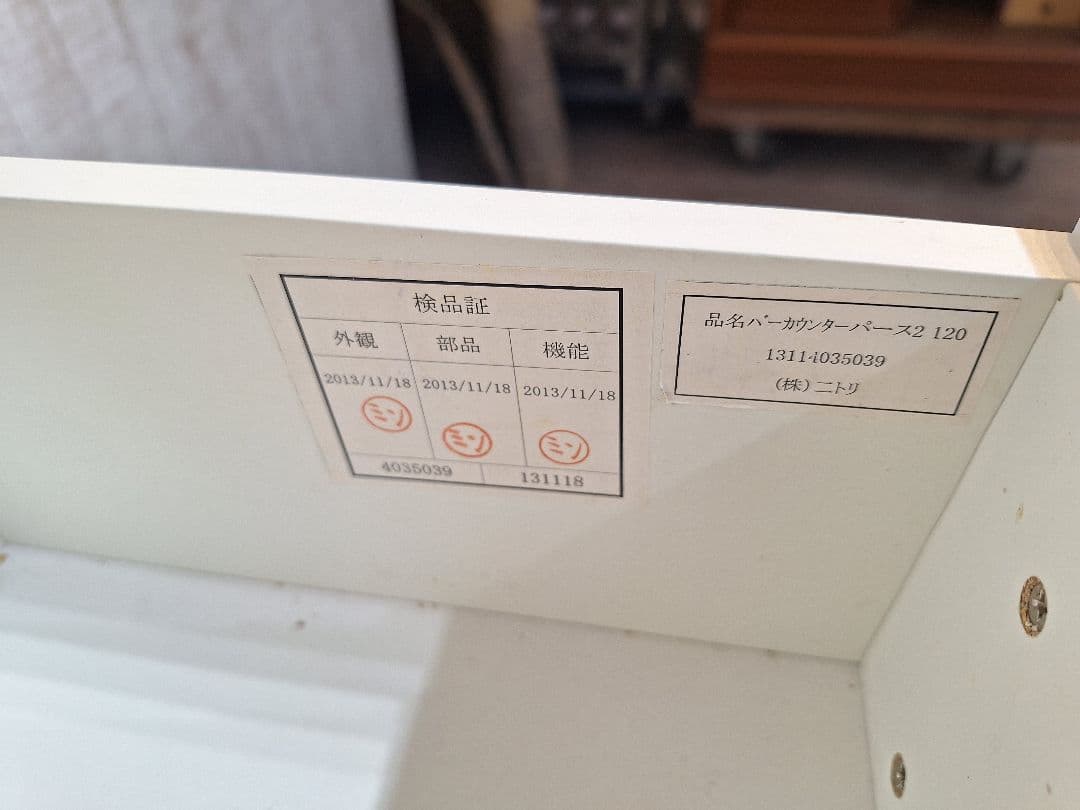 検品証
外観 部品 機能
2013/11/18 2013/11/18 2013/11/18
ミソ ミソ ミソ
4035039 131118
品名バーカウンターパース2 120
13114035039
(株)ニトリ